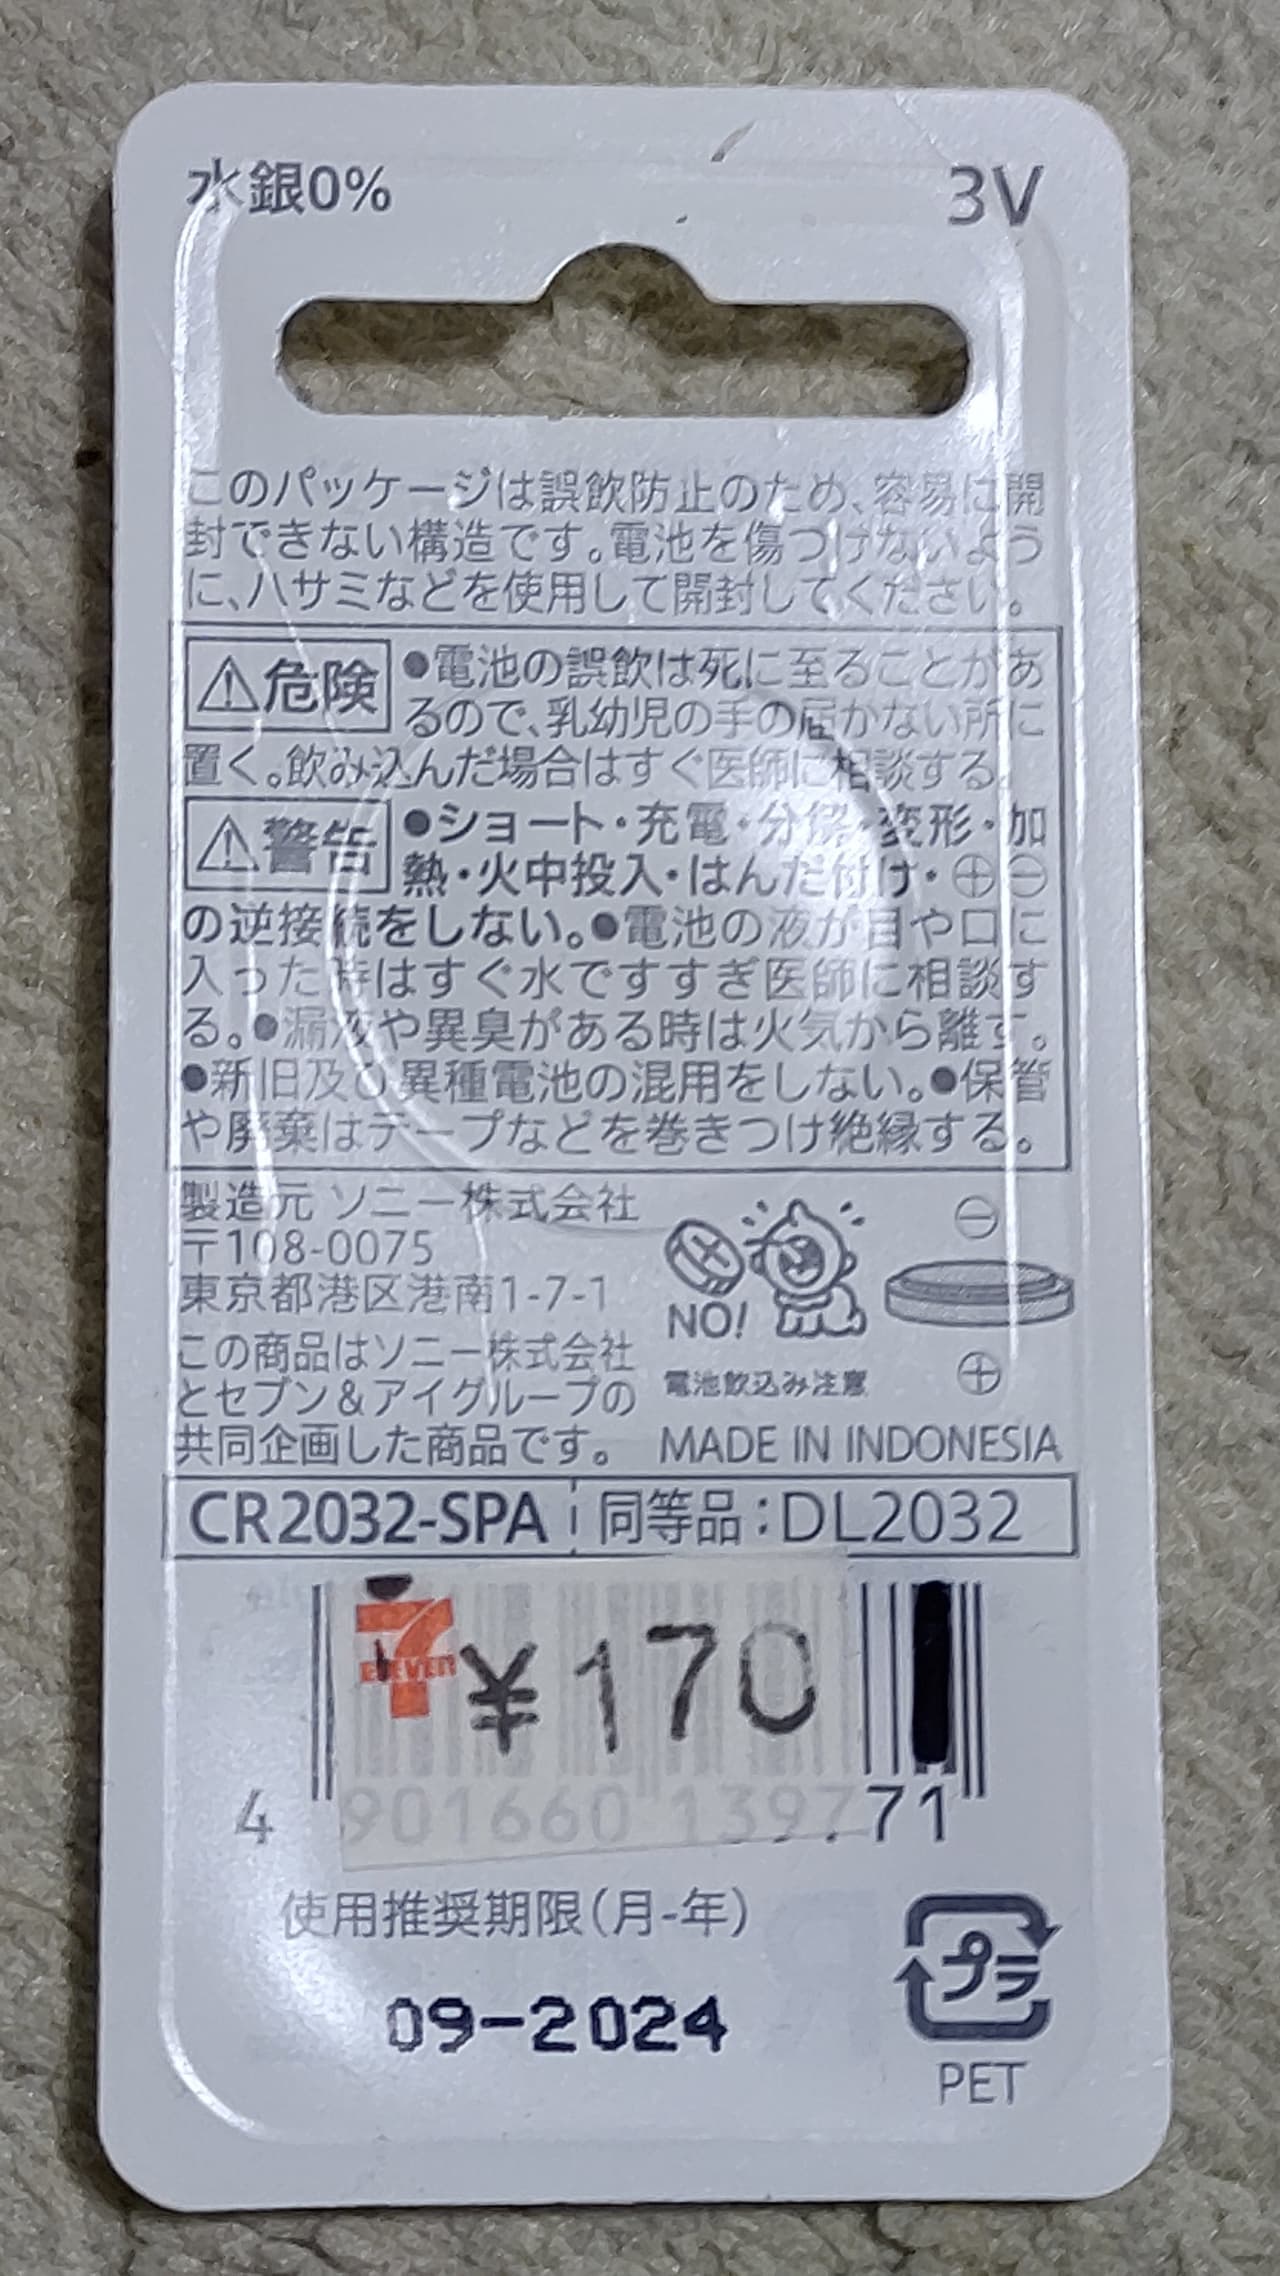 水銀0%
3V
このパッケージは誤飲防止のため、容易に開
封できない構造です。電池を傷つけないよう
に、ハサミなどを使用して開封してください。
⚠危険 ●電池の誤飲は死に至ることがあ
るので、乳幼児の手の届かない所に
置く。飲み込んだ場合はすぐ医師に相談する。
⚠警告 ●ショート・充電・分解・変形・加
熱・火中投入・はんだ付け・⊕⊖
の逆接続をしない。●電池の液が目や口に
入った時はすぐ水ですすぎ医師に相談す
る。●漏液や異臭がある時は火気から離す。
●新旧及び異種電池の混用をしない。●保管
や廃棄はテープなどを巻きつけ絶縁する。
製造元 ソニー株式会社
〒108-0075
東京都港区港南1-7-1
この商品はソニー株式会社
とセブン&アイグループの
共同企画した商品です。
NO!
電池飲込み注意
⊖
⊕
MADE IN INDONESIA
CR2032-SPA 同等品:DL2032
7 ELEVEN ¥170
4 901660 139771
使用推奨期限(月-年)
09-2024
プラ
PET